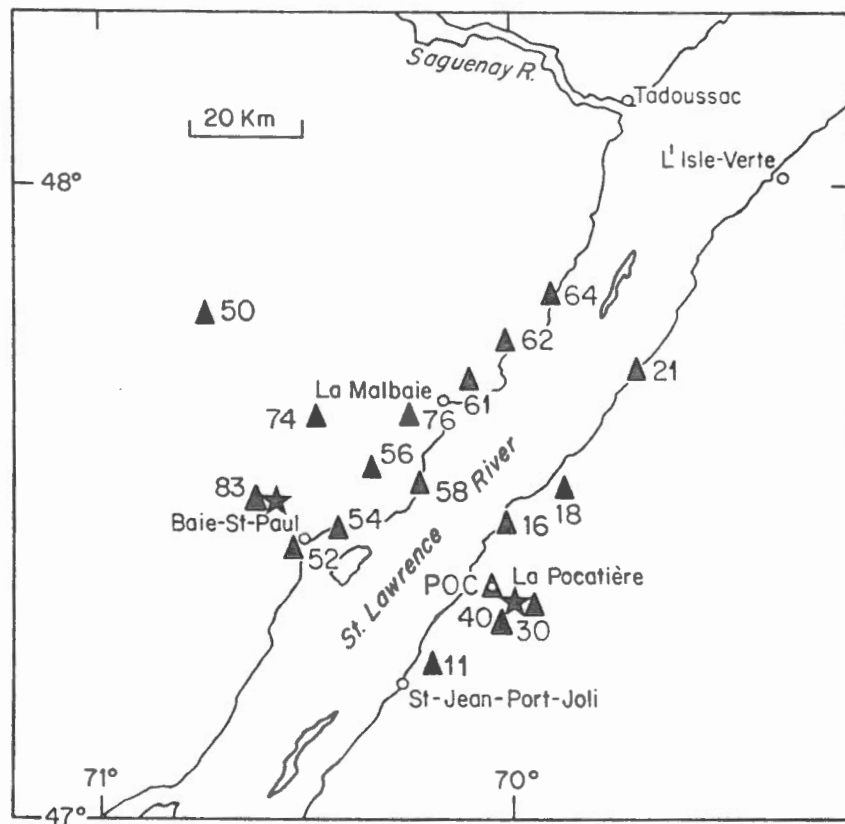 Saguenay R.
Tadoussac
20 Km
L'Isle-Verte
48°
64
50
62
21
La Malbaie
61
74
76
56
83
58
18
Baie-St-Paul
54
16
52
St. Lawrence River
POC
La Pocatière
40
30
11
St-Jean-Port-Joli
71°
70°
47°